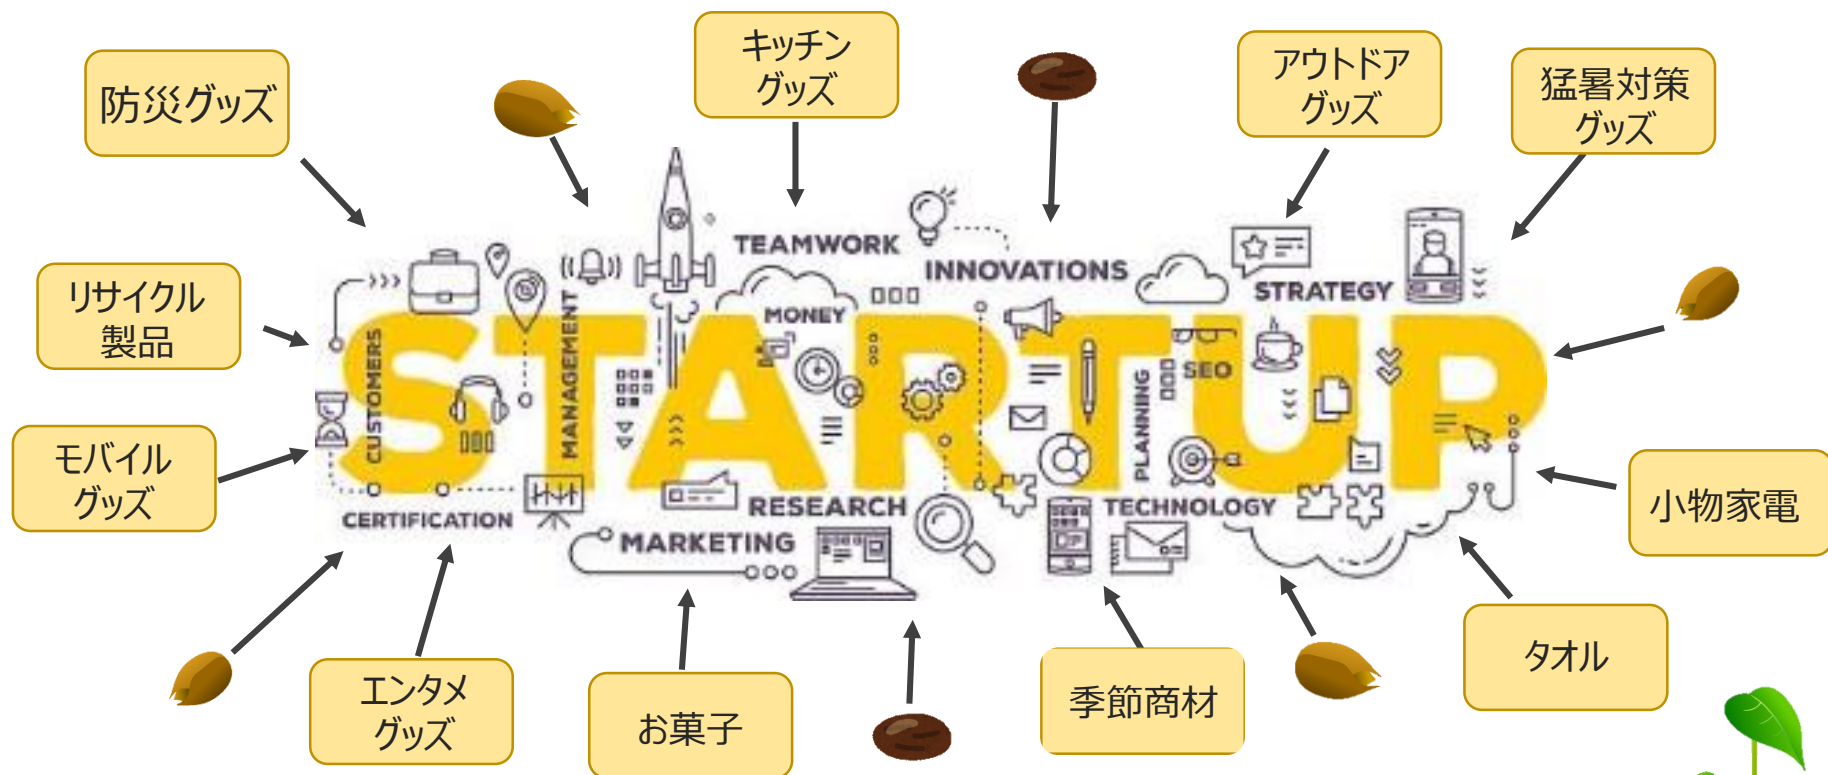 防災グッズ
キッチン
グッズ
アウトドア
グッズ
猛暑対策
グッズ
リサイクル
製品
モバイル
グッズ
TEAMWORK
INNOVATIONS
STRATEGY
MONEY
CUSTOMERS
MANAGEMENT
STARTUP
SEO
PLANNING
CERTIFICATION
RESEARCH
TECHNOLOGY
MARKETING
小物家電
エンタメ
グッズ
お菓子
季節商材
タオル